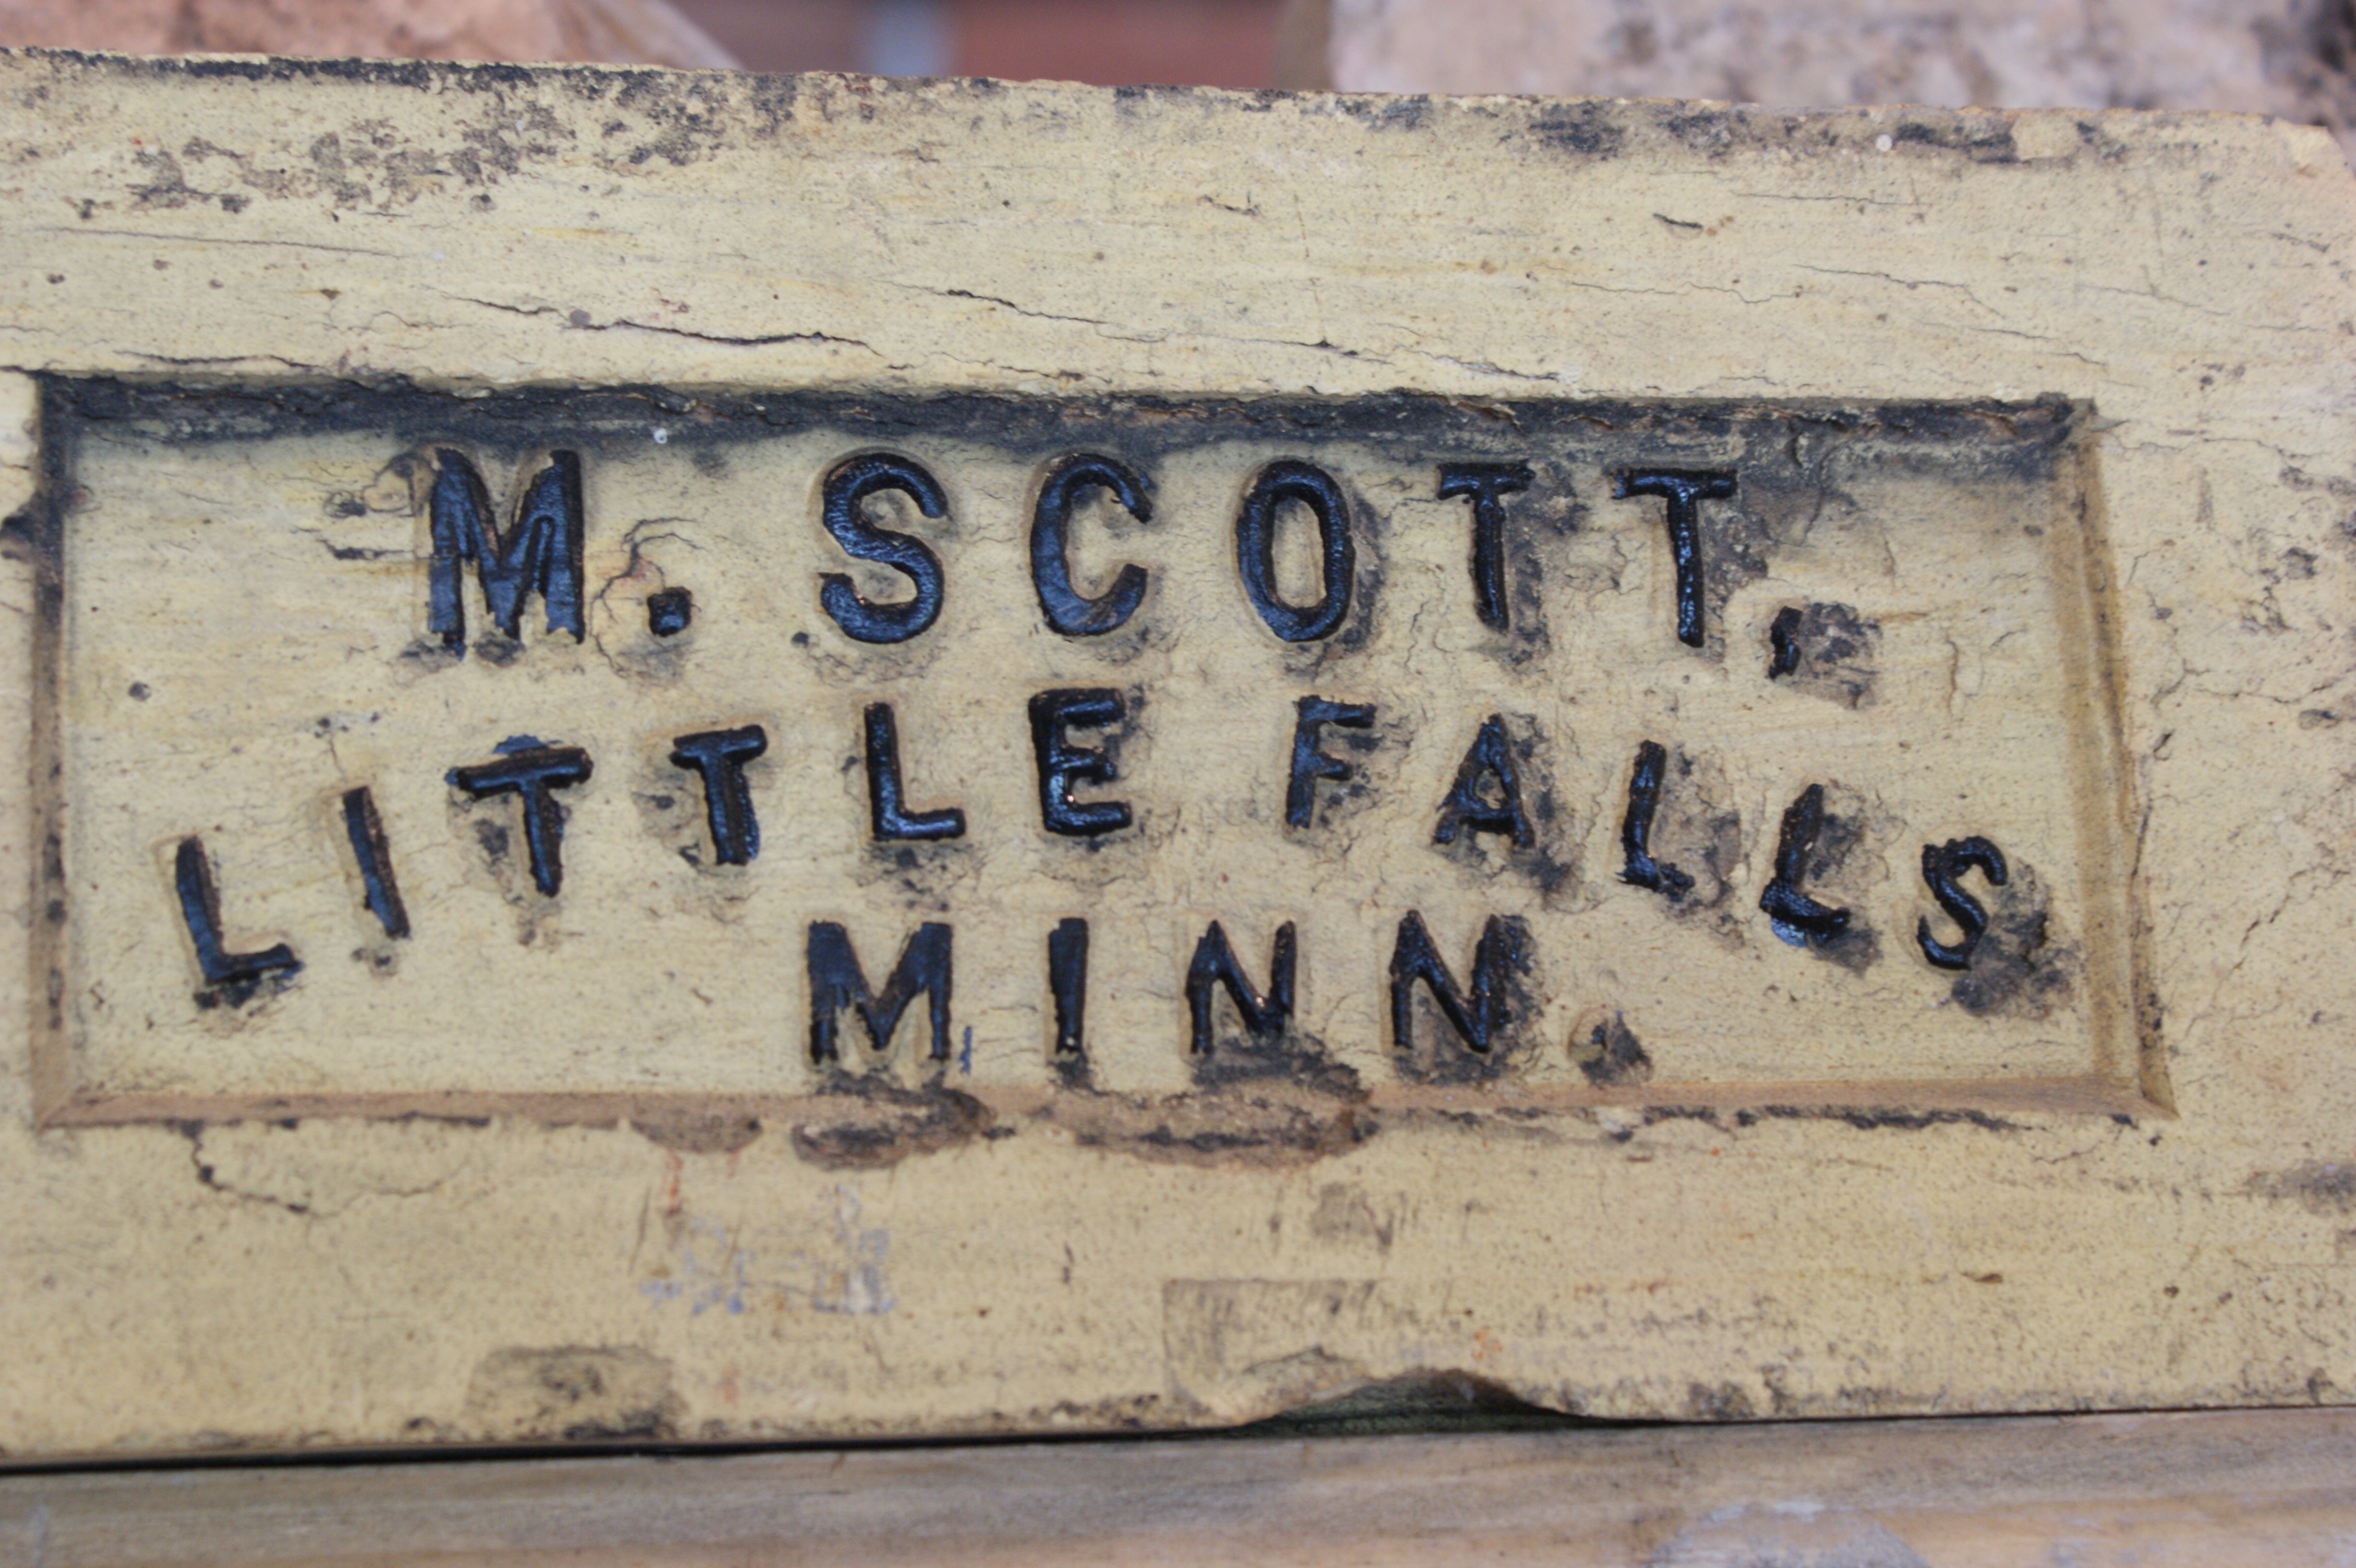 M. SCOTT,
LITTLE FALLS
MINN.